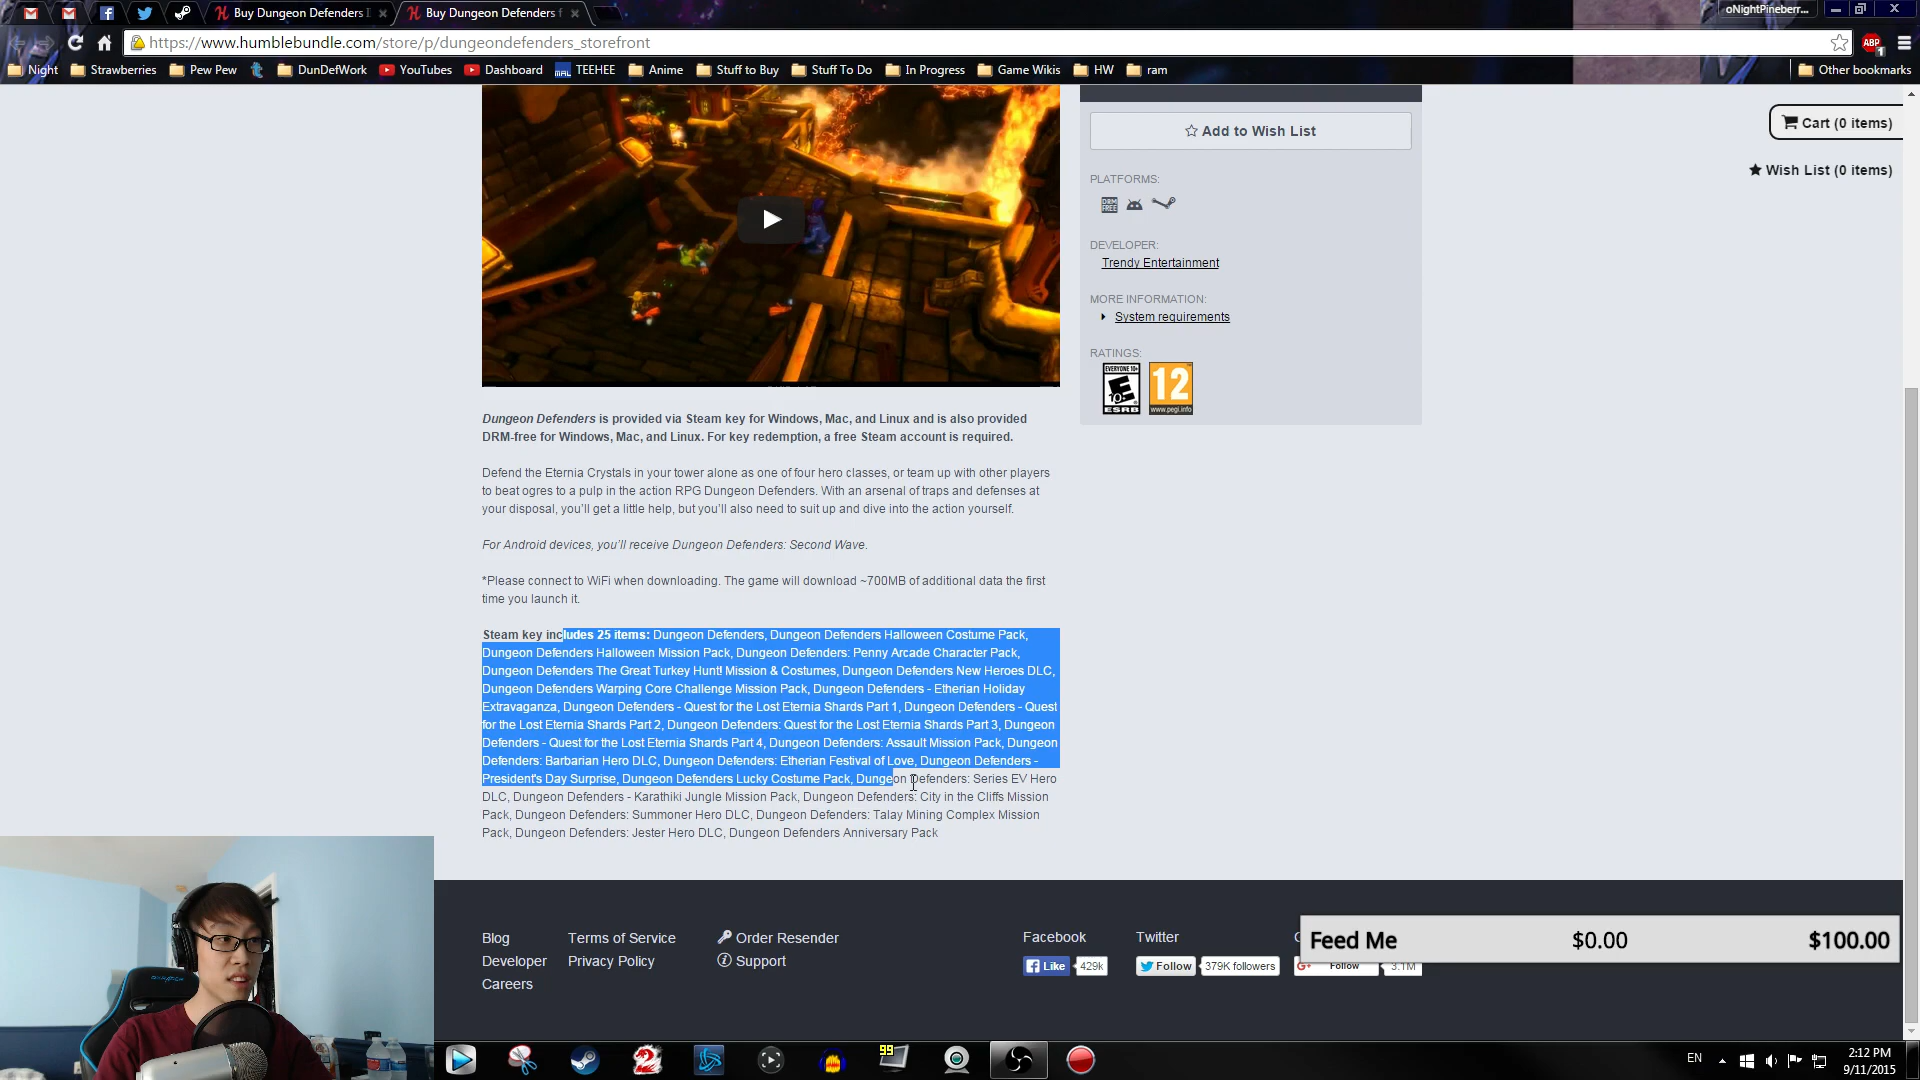 Buy Dungeon Defenders I
Buy Dungeon Defenders f
oNightPineberr...
https://www.humblebundle.com/store/p/dungeondefenders_storefront
ABP
1
Night
Strawberries
Pew Pew
DunDefWork
YouTubes
Dashboard
MAL
TEEHEE
Anime
Stuff to Buy
Stuff To Do
In Progress
Game Wikis
HW
ram
Other bookmarks
Cart (0 items)
Wish List (0 items)
Add to Wish List
PLATFORMS:
DRM
FREE
DEVELOPER:
Trendy Entertainment
MORE INFORMATION:
System requirements
RATINGS:
EVERYONE 10+
E
10+
ESRB
12
www.pegi.info
Dungeon Defenders is provided via Steam key for Windows, Mac, and Linux and is also provided
DRM-free for Windows, Mac, and Linux. For key redemption, a free Steam account is required.
Defend the Eternia Crystals in your tower alone as one of four hero classes, or team up with other players
to beat ogres to a pulp in the action RPG Dungeon Defenders. With an arsenal of traps and defenses at
your disposal, you'll get a little help, but you'll also need to suit up and dive into the action yourself.
For Android devices, you'll receive Dungeon Defenders: Second Wave.
*Please connect to WiFi when downloading. The game will download ~700MB of additional data the first
time you launch it.
Steam key includes 25 items: Dungeon Defenders, Dungeon Defenders Halloween Costume Pack,
Dungeon Defenders Halloween Mission Pack, Dungeon Defenders: Penny Arcade Character Pack,
Dungeon Defenders The Great Turkey Hunt! Mission & Costumes, Dungeon Defenders New Heroes DLC,
Dungeon Defenders Warping Core Challenge Mission Pack, Dungeon Defenders - Etherian Holiday
Extravaganza, Dungeon Defenders - Quest for the Lost Eternia Shards Part 1, Dungeon Defenders - Quest
for the Lost Eternia Shards Part 2, Dungeon Defenders: Quest for the Lost Eternia Shards Part 3, Dungeon
Defenders - Quest for the Lost Eternia Shards Part 4, Dungeon Defenders: Assault Mission Pack, Dungeon
Defenders: Barbarian Hero DLC, Dungeon Defenders: Etherian Festival of Love, Dungeon Defenders -
President's Day Surprise, Dungeon Defenders Lucky Costume Pack, Dungeon Defenders: Series EV Hero
DLC, Dungeon Defenders - Karathiki Jungle Mission Pack, Dungeon Defenders: City in the Cliffs Mission
Pack, Dungeon Defenders: Summoner Hero DLC, Dungeon Defenders: Talay Mining Complex Mission
Pack, Dungeon Defenders: Jester Hero DLC, Dungeon Defenders Anniversary Pack
Blog
Developer
Careers
Terms of Service
Privacy Policy
Order Resender
Support
Facebook
Like
429k
Twitter
Follow
379K followers
G+
Follow
3.1M
Feed Me
$0.00
$100.00
99
EN
2:12 PM
9/11/2015